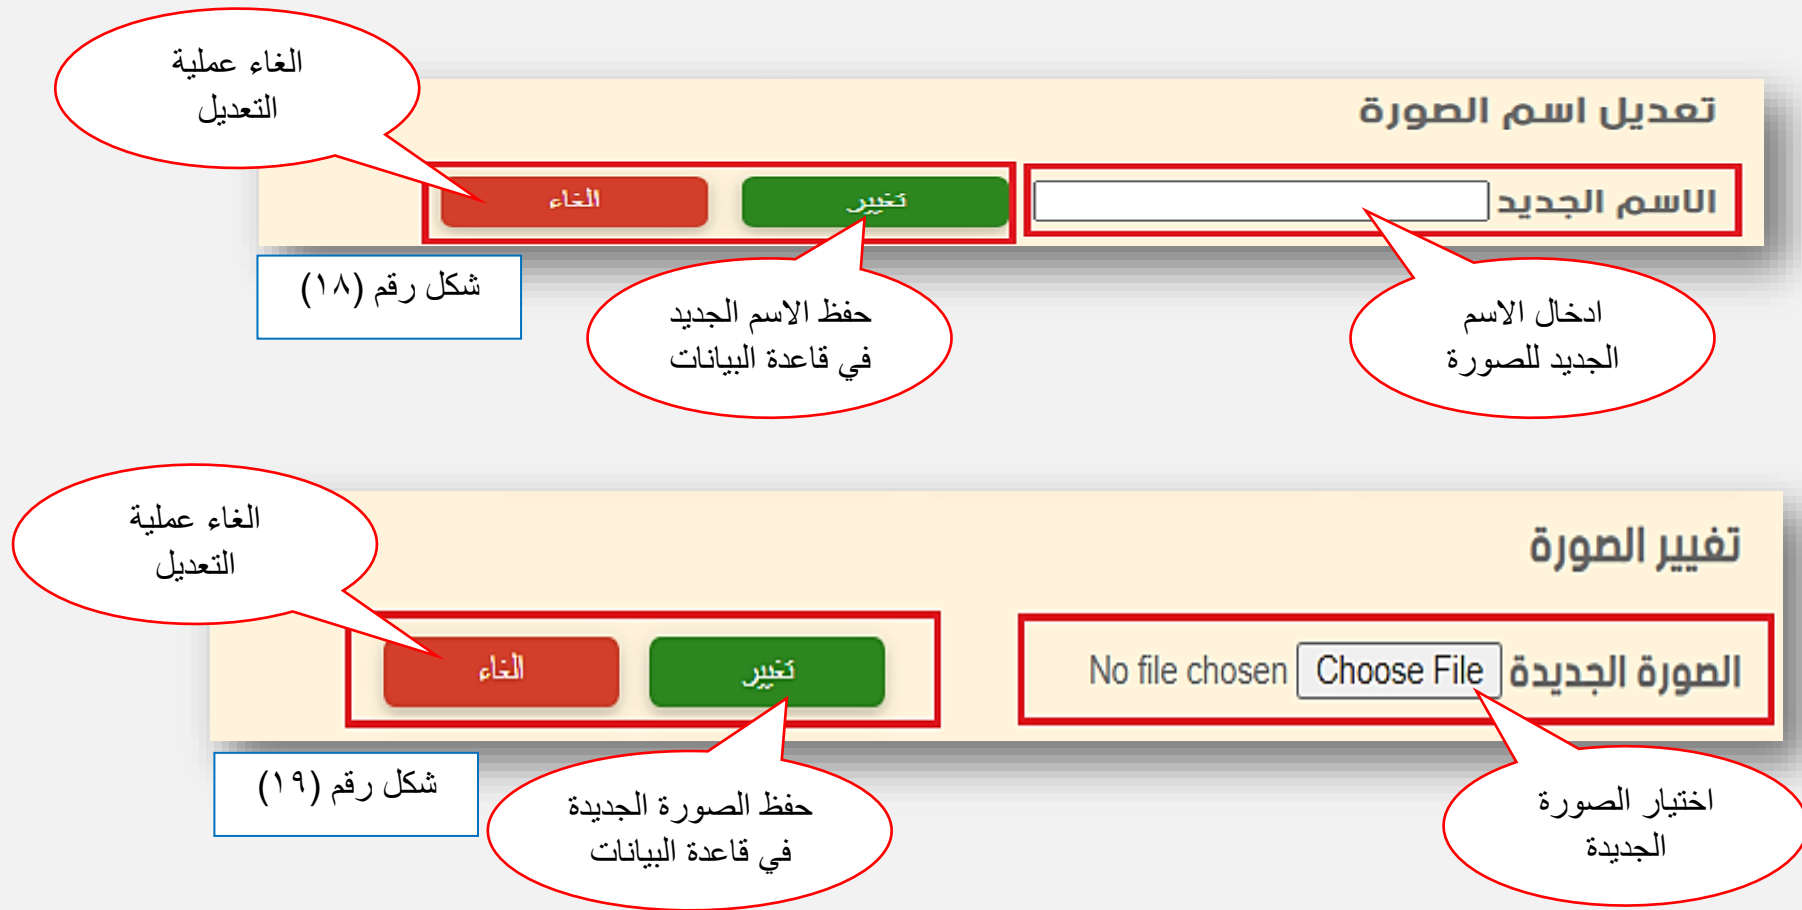 الغاء عملية
التعديل
تعديل اسم الصورة
الاسم الجديد
تغيير
الغاء
شكل رقم (١٨)
حفظ الاسم الجديد
في قاعدة البيانات
ادخال الاسم
الجديد للصورة
الغاء عملية
التعديل
تغيير الصورة
الصورة الجديدة Choose File No file chosen
تغيير
الغاء
شكل رقم (١٩)
حفظ الصورة الجديدة
في قاعدة البيانات
اختيار الصورة
الجديدة